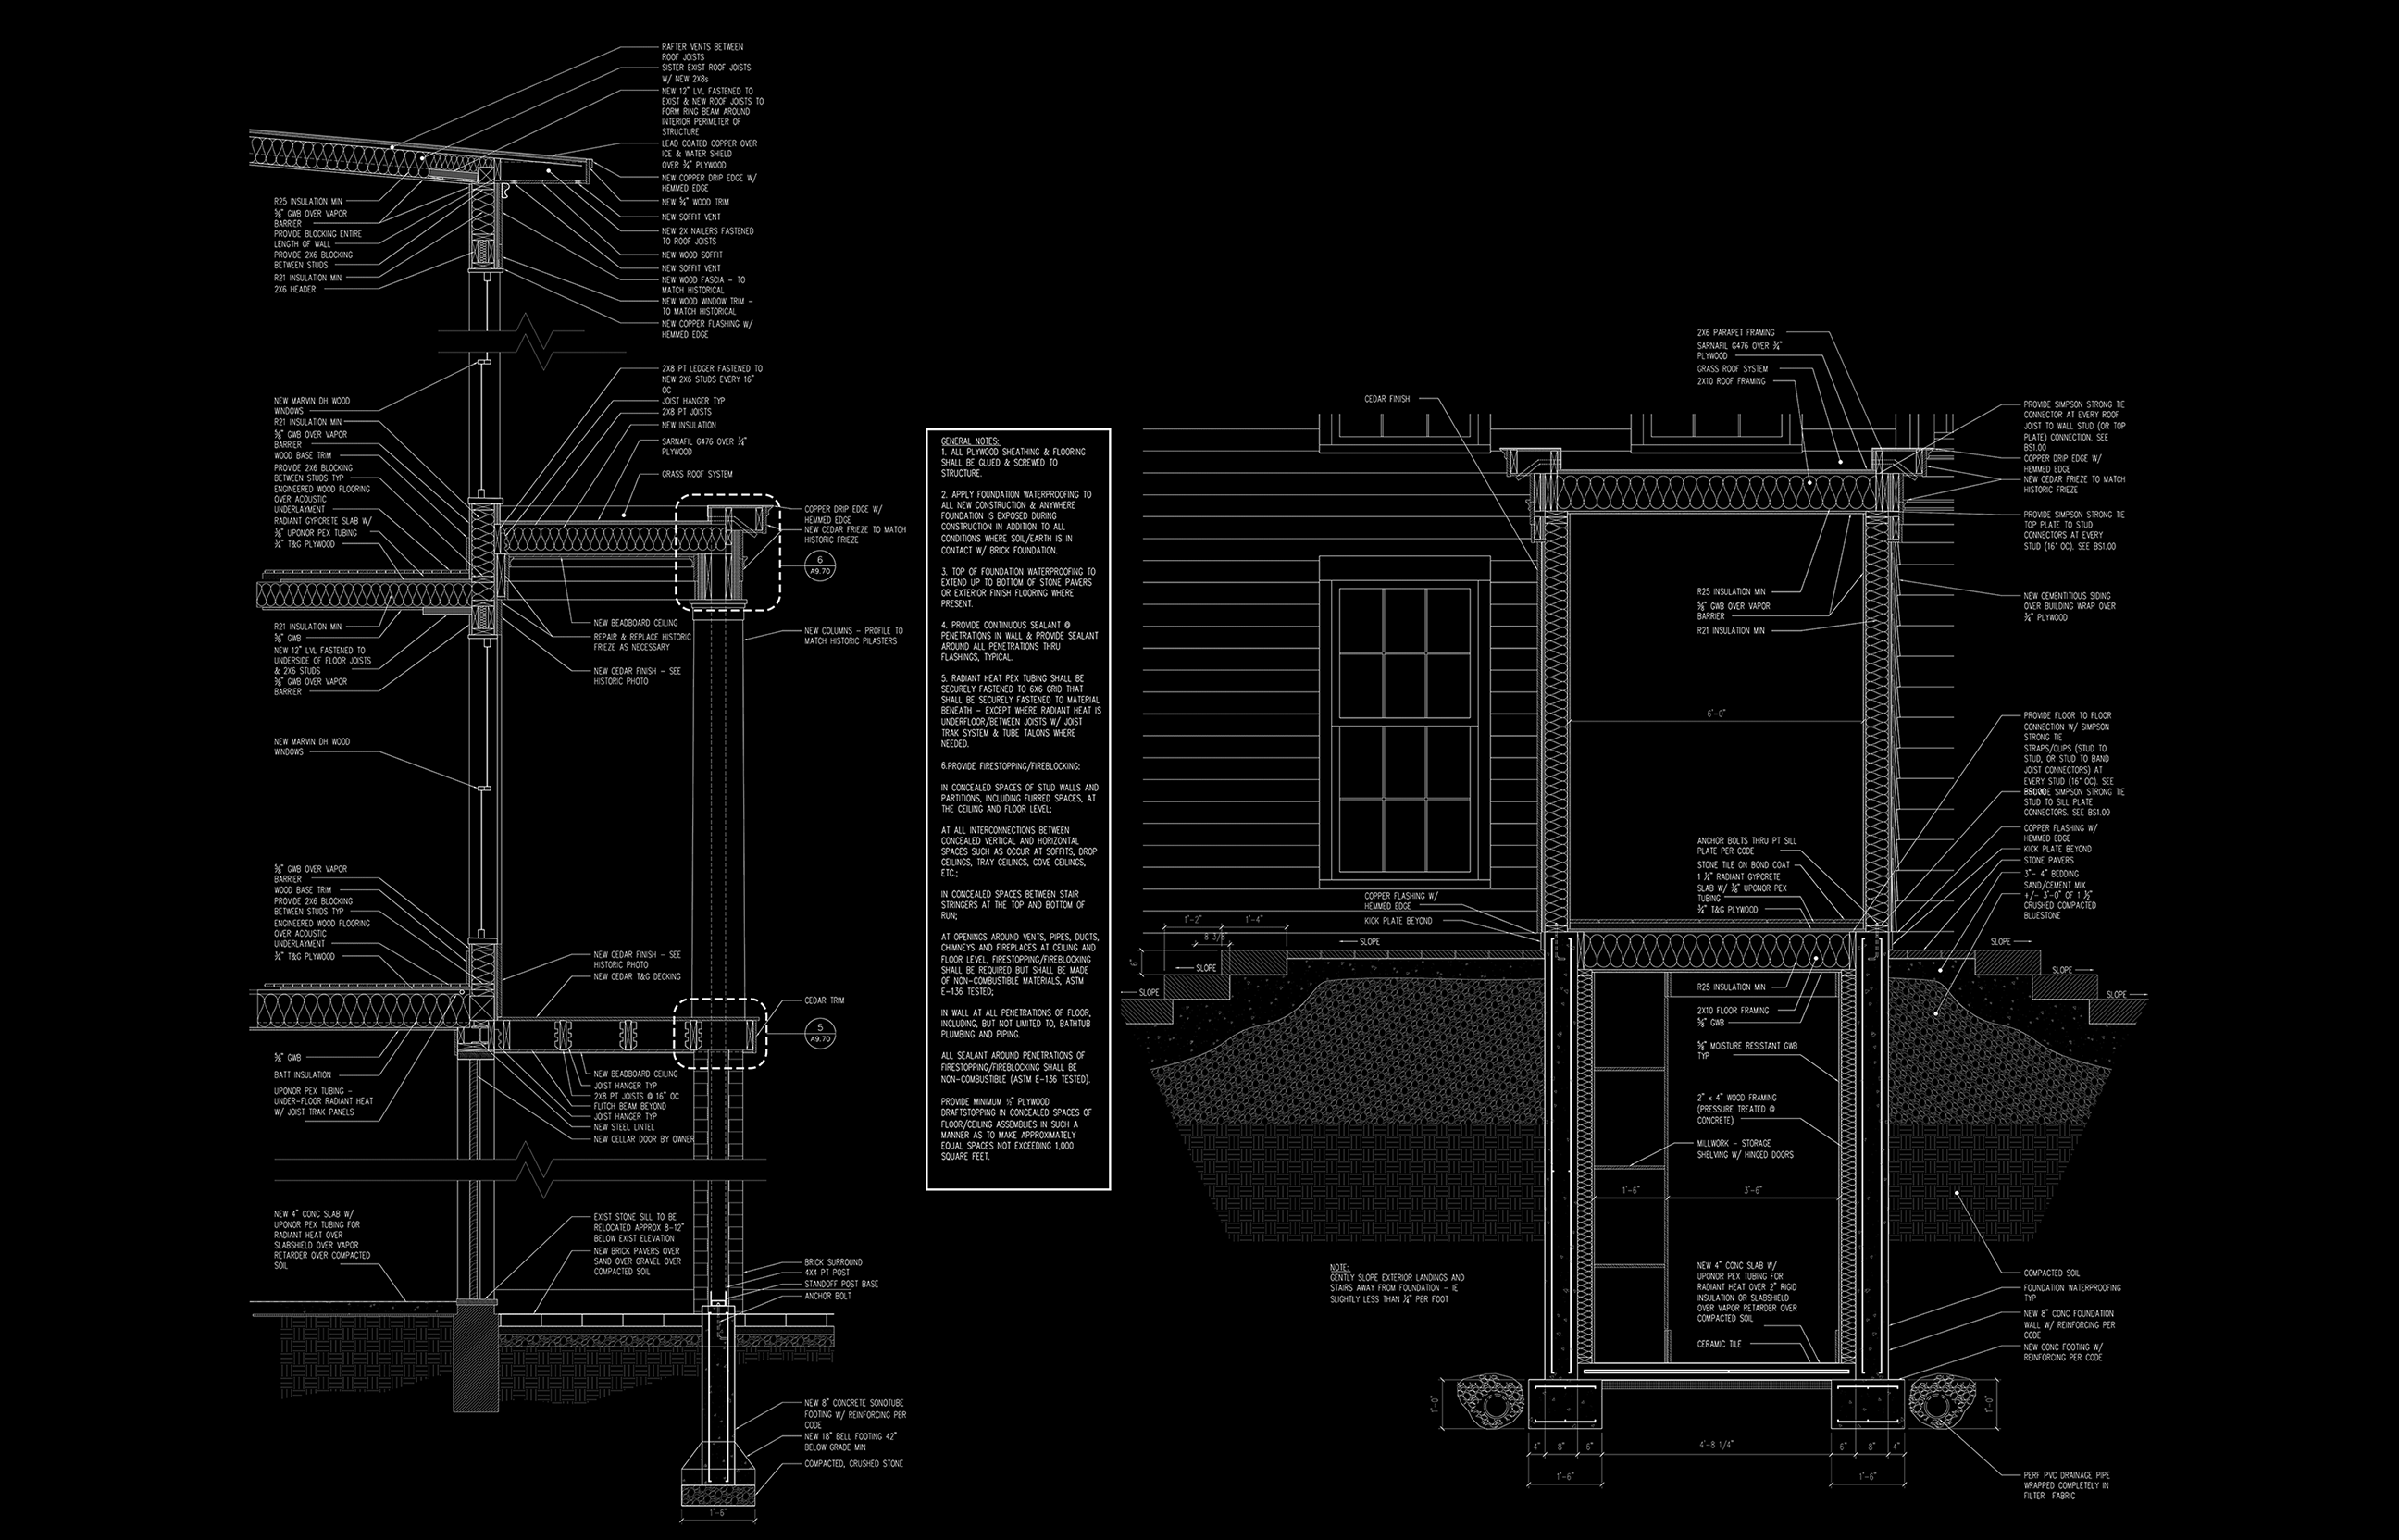 RAFTER VENTS BETWEEN
ROOF JOISTS
SISTER EXIST ROOF JOISTS
W/ NEW 2X8s
NEW 12" LVL FASTENED TO
EXIST & NEW ROOF JOISTS TO
FORM RING BEAM AROUND
INTERIOR PERIMETER OF
STRUCTURE
LEAD COATED COPPER OVER
ICE & WATER SHIELD
OVER ¾" PLYWOOD
NEW COPPER DRIP EDGE W/
HEMMED EDGE
NEW ¾" WOOD TRIM
NEW SOFFIT VENT
NEW 2X NAILERS FASTENED
TO ROOF JOISTS
NEW WOOD SOFFIT
NEW SOFFIT VENT
NEW WOOD FASCIA - TO
MATCH HISTORICAL
NEW WOOD WINDOW TRIM -
TO MATCH HISTORICAL
NEW COPPER FLASHING W/
HEMMED EDGE
R25 INSULATION MIN
⅝" GWB OVER VAPOR
BARRIER
PROVIDE BLOCKING ENTIRE
LENGTH OF WALL
PROVIDE 2X6 BLOCKING
BETWEEN STUDS
R21 INSULATION MIN
2X6 HEADER
2X8 PT LEDGER FASTENED TO
NEW 2X6 STUDS EVERY 16"
OC
JOIST HANGER TYP
2X8 PT JOISTS
NEW INSULATION
SARNAFIL G476 OVER ¾"
PLYWOOD
GRASS ROOF SYSTEM
NEW MARVIN DH WOOD
WINDOWS
R21 INSULATION MIN
⅝" GWB OVER VAPOR
BARRIER
WOOD BASE TRIM
PROVIDE 2X6 BLOCKING
BETWEEN STUDS TYP
ENGINEERED WOOD FLOORING
OVER ACOUSTIC
UNDERLAYMENT
RADIANT GYPCRETE SLAB W/
⅜" UPONOR PEX TUBING
¾" T&G PLYWOOD
COPPER DRIP EDGE W/
HEMMED EDGE
NEW CEDAR FRIEZE TO MATCH
HISTORIC FRIEZE
6
A9.70
R21 INSULATION MIN
⅝" GWB
NEW 12" LVL FASTENED TO
UNDERSIDE OF FLOOR JOISTS
& 2X6 STUDS
⅝" GWB OVER VAPOR
BARRIER
NEW BEADBOARD CEILING
REPAIR & REPLACE HISTORIC
FRIEZE AS NECESSARY
NEW CEDAR FINISH - SEE
HISTORIC PHOTO
NEW COLUMNS - PROFILE TO
MATCH HISTORIC PILASTERS
NEW MARVIN DH WOOD
WINDOWS
⅝" GWB OVER VAPOR
BARRIER
WOOD BASE TRIM
PROVIDE 2X6 BLOCKING
BETWEEN STUDS TYP
ENGINEERED WOOD FLOORING
OVER ACOUSTIC
UNDERLAYMENT
¾" T&G PLYWOOD
NEW CEDAR FINISH - SEE
HISTORIC PHOTO
NEW CEDAR T&G DECKING
CEDAR TRIM
5
A9.70
⅝" GWB
BATT INSULATION
UPONOR PEX TUBING -
UNDER-FLOOR RADIANT HEAT
W/ JOIST TRAK PANELS
NEW BEADBOARD CEILING
JOIST HANGER TYP
2X8 PT JOISTS @ 16" OC
FLITCH BEAM BEYOND
JOIST HANGER TYP
NEW STEEL LINTEL
NEW CELLAR DOOR BY OWNER
NEW 4" CONC SLAB W/
UPONOR PEX TUBING FOR
RADIANT HEAT OVER
SLABSHIELD OVER VAPOR
RETARDER OVER COMPACTED
SOIL
EXIST STONE SILL TO BE
RELOCATED APPROX 8-12"
BELOW EXIST ELEVATION
NEW BRICK PAVERS OVER
SAND OVER GRAVEL OVER
COMPACTED SOIL
BRICK SURROUND
4X4 PT POST
STANDOFF POST BASE
ANCHOR BOLT
NEW 8" CONCRETE SONOTUBE
FOOTING W/ REINFORCING PER
CODE
NEW 18" BELL FOOTING 42"
BELOW GRADE MIN
COMPACTED, CRUSHED STONE
1'-6"
GENERAL NOTES:
1. ALL PLYWOOD SHEATHING & FLOORING
SHALL BE GLUED & SCREWED TO
STRUCTURE.
2. APPLY FOUNDATION WATERPROOFING TO
ALL NEW CONSTRUCTION & ANYWHERE
FOUNDATION IS EXPOSED DURING
CONSTRUCTION IN ADDITION TO ALL
CONDITIONS WHERE SOIL/EARTH IS IN
CONTACT W/ BRICK FOUNDATION.
3. TOP OF FOUNDATION WATERPROOFING TO
EXTEND UP TO BOTTOM OF STONE PAVERS
OR EXTERIOR FINISH FLOORING WHERE
PRESENT.
4. PROVIDE CONTINUOUS SEALANT @
PENETRATIONS IN WALL & PROVIDE SEALANT
AROUND ALL PENETRATIONS THRU
FLASHINGS, TYPICAL.
5. RADIANT HEAT PEX TUBING SHALL BE
SECURELY FASTENED TO 6X6 GRID THAT
SHALL BE SECURELY FASTENED TO MATERIAL
BENEATH - EXCEPT WHERE RADIANT HEAT IS
UNDERFLOOR/BETWEEN JOISTS W/ JOIST
TRAK SYSTEM & TUBE TALONS WHERE
NEEDED.
6.PROVIDE FIRESTOPPING/FIREBLOCKING:
IN CONCEALED SPACES OF STUD WALLS AND
PARTITIONS, INCLUDING FURRED SPACES, AT
THE CEILING AND FLOOR LEVEL;
AT ALL INTERCONNECTIONS BETWEEN
CONCEALED VERTICAL AND HORIZONTAL
SPACES SUCH AS OCCUR AT SOFFITS, DROP
CEILINGS, TRAY CEILINGS, COVE CEILINGS,
ETC.;
IN CONCEALED SPACES BETWEEN STAIR
STRINGERS AT THE TOP AND BOTTOM OF
RUN;
AT OPENINGS AROUND VENTS, PIPES, DUCTS,
CHIMNEYS AND FIREPLACES AT CEILING AND
FLOOR LEVEL, FIRESTOPPING/FIREBLOCKING
SHALL BE REQUIRED BUT SHALL BE MADE
OF NON-COMBUSTIBLE MATERIALS, ASTM
E-136 TESTED;
IN WALL AT ALL PENETRATIONS OF FLOOR,
INCLUDING, BUT NOT LIMITED TO, BATHTUB
PLUMBING AND PIPING.
ALL SEALANT AROUND PENETRATIONS OF
FIRESTOPPING/FIREBLOCKING SHALL BE
NON-COMBUSTIBLE (ASTM E-136 TESTED).
PROVIDE MINIMUM ½" PLYWOOD
DRAFTSTOPPING IN CONCEALED SPACES OF
FLOOR/CEILING ASSEMBLIES IN SUCH A
MANNER AS TO MAKE APPROXIMATELY
EQUAL SPACES NOT EXCEEDING 1,000
SQUARE FEET.
2X6 PARAPET FRAMING
SARNAFIL G476 OVER ¾"
PLYWOOD
GRASS ROOF SYSTEM
2X10 ROOF FRAMING
CEDAR FINISH
PROVIDE SIMPSON STRONG TIE
CONNECTOR AT EVERY ROOF
JOIST TO WALL STUD (OR TOP
PLATE) CONNECTION. SEE
BS1.00
COPPER DRIP EDGE W/
HEMMED EDGE
NEW CEDAR FRIEZE TO MATCH
HISTORIC FRIEZE
PROVIDE SIMPSON STRONG TIE
TOP PLATE TO STUD
CONNECTORS AT EVERY
STUD (16" OC). SEE BS1.00
R25 INSULATION MIN
⅝" GWB OVER VAPOR
BARRIER
R21 INSULATION MIN
NEW CEMENTITIOUS SIDING
OVER BUILDING WRAP OVER
¾" PLYWOOD
6'-0"
PROVIDE FLOOR TO FLOOR
CONNECTION W/ SIMPSON
STRONG TIE
STRAPS/CLIPS (STUD TO
STUD, OR STUD TO BAND
JOIST CONNECTORS) AT
EVERY STUD (16" OC). SEE
PROVIDE SIMPSON STRONG TIE
STUD TO SILL PLATE
CONNECTORS. SEE BS1.00
COPPER FLASHING W/
HEMMED EDGE
KICK PLATE BEYOND
STONE PAVERS
3"- 4" BEDDING
SAND/CEMENT MIX
+/- 3'-0" OF 1 ½"
CRUSHED COMPACTED
BLUESTONE
ANCHOR BOLTS THRU PT SILL
PLATE PER CODE
STONE TILE ON BOND COAT
1 ¼" RADIANT GYPCRETE
SLAB W/ ⅜" UPONOR PEX
TUBING
¾" T&G PLYWOOD
COPPER FLASHING W/
HEMMED EDGE
KICK PLATE BEYOND
1'-2"
1'-4"
8 3/8
6"
SLOPE
SLOPE
SLOPE
SLOPE
SLOPE
SLOPE
R25 INSULATION MIN
2X10 FLOOR FRAMING
⅝" GWB
⅝" MOISTURE RESISTANT GWB
TYP
2" x 4" WOOD FRAMING
(PRESSURE TREATED @
CONCRETE)
MILLWORK - STORAGE
SHELVING W/ HINGED DOORS
1'-6"
3'-6"
NOTE:
GENTLY SLOPE EXTERIOR LANDINGS AND
STAIRS AWAY FROM FOUNDATION - IE
SLIGHTLY LESS THAN ¼" PER FOOT
NEW 4" CONC SLAB W/
UPONOR PEX TUBING FOR
RADIANT HEAT OVER 2" RIGID
INSULATION OR SLABSHIELD
OVER VAPOR RETARDER OVER
COMPACTED SOIL
CERAMIC TILE
COMPACTED SOIL
FOUNDATION WATERPROOFING
TYP
NEW 8" CONC FOUNDATION
WALL W/ REINFORCING PER
CODE
NEW CONC FOOTING W/
REINFORCING PER CODE
1'-0"
1'-0"
4"
8"
6"
4'-8 1/4"
6"
8"
4"
1'-6"
1'-6"
PERF PVC DRAINAGE PIPE
WRAPPED COMPLETELY IN
FILTER FABRIC